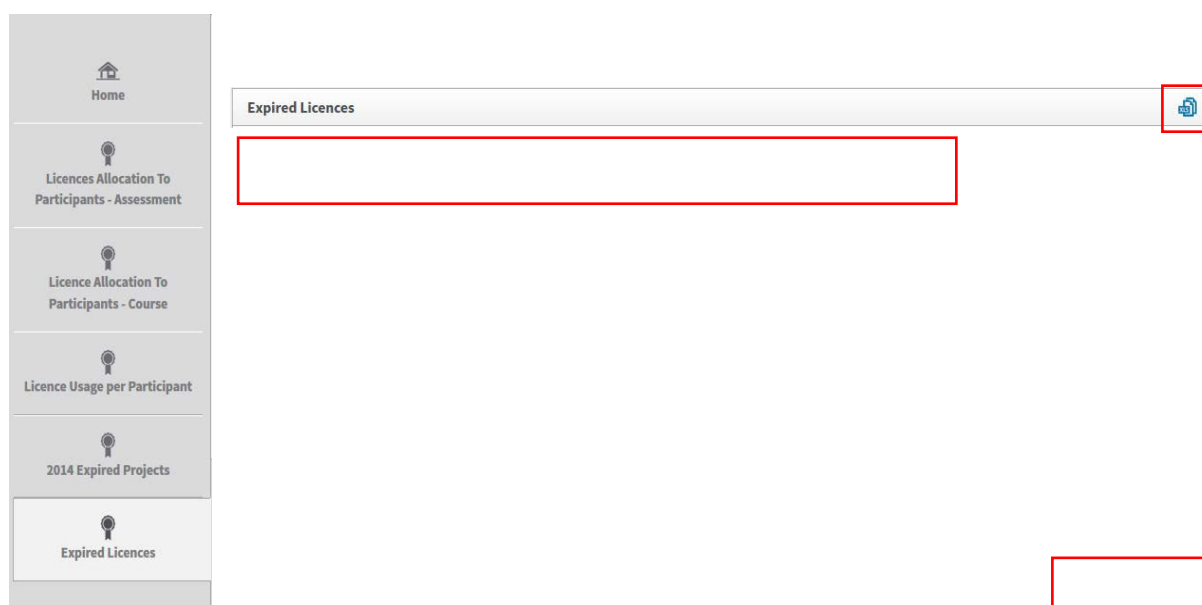 Home
Expired Licences
XLS
Licences Allocation To
Participants - Assessment
Licence Allocation To
Participants - Course
Licence Usage per Participant
2014 Expired Projects
Expired Licences